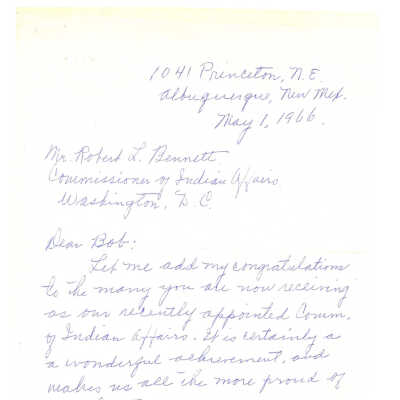 1041 Princeton, N.E.
Albuquerque, New Mex.
May 1, 1966.
Mr. Robert L. Bennett
Commissioner of Indian Affairs
Washington, D.C.
Dear Bob:
Let me add my congratulations
to the many you are now receiving
as our recently appointed Comm.
of Indian Affairs. It is certainly a
a wonderful achievement, and
makes us all the more proud of